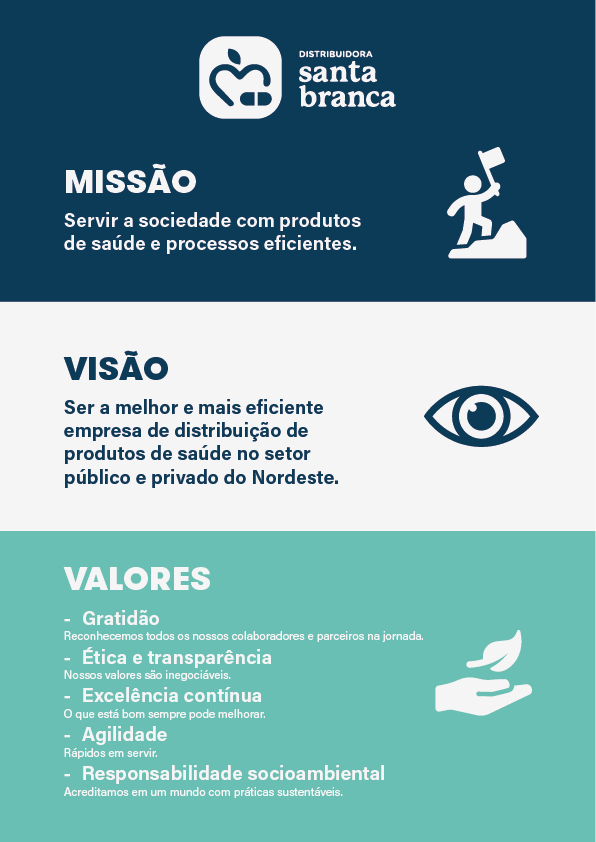 DISTRIBUIDORA
santa
branca
MISSÃO
Servir a sociedade com produtos
de saúde e processos eficientes.
VISÃO
Ser a melhor e mais eficiente
empresa de distribuição de
produtos de saúde no setor
público e privado do Nordeste.
VALORES
- Gratidão
Reconhecemos todos os nossos colaboradores e parceiros na jornada.
- Ética e transparência
Nossos valores são inegociáveis.
- Excelência contínua
O que está bom sempre pode melhorar.
- Agilidade
Rápidos em servir.
- Responsabilidade socioambiental
Acreditamos em um mundo com práticas sustentáveis.